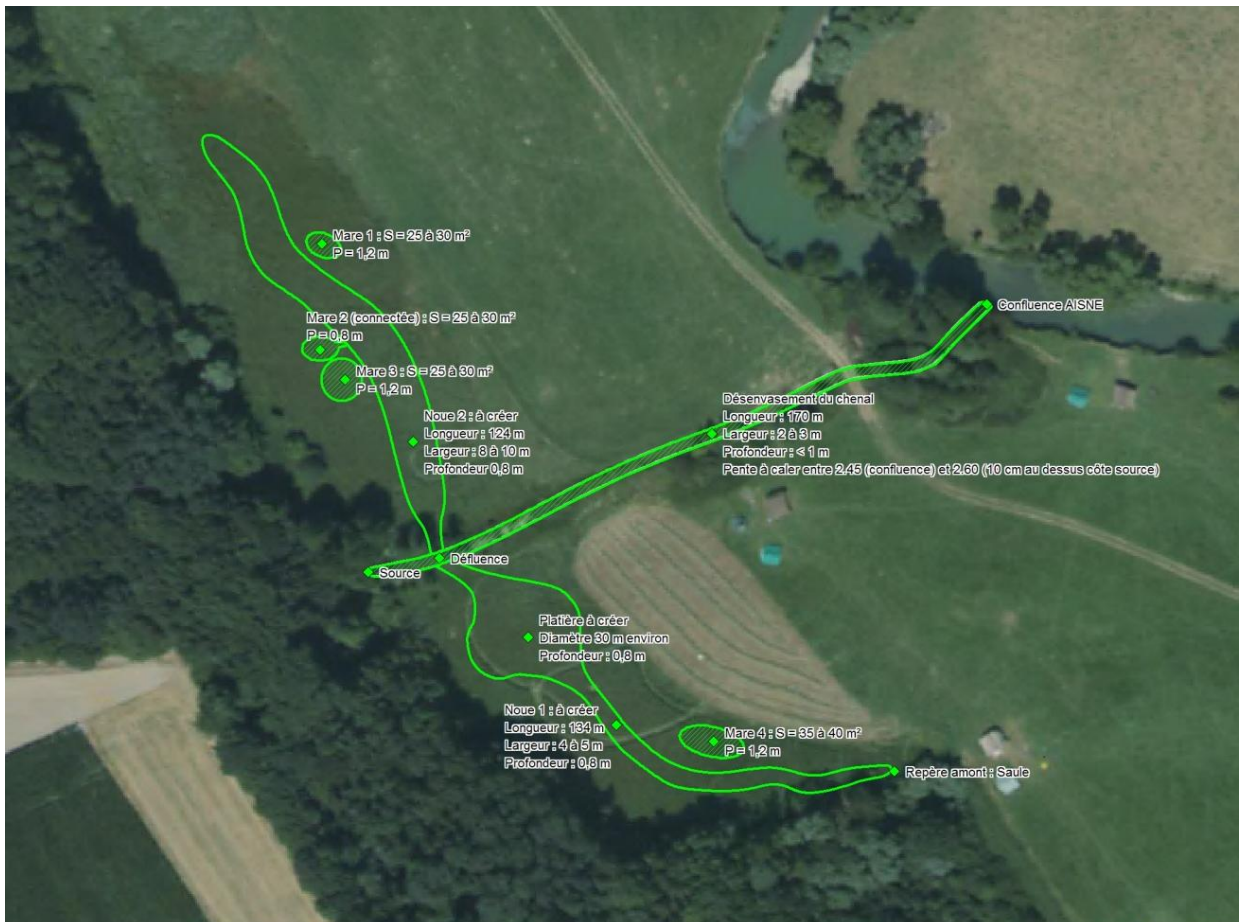 Mare 1 : S = 25 à 30 m²
P = 1,2 m
Mare 2 (connectée) : S = 25 à 30 m²
P = 0,8 m
Mare 3 : S = 25 à 30 m²
P = 1,2 m
Noue 2 : à créer
Longueur : 124 m
Largeur : 8 à 10 m
Profondeur 0,8 m
Confluence AISNE
Désenvasement du chenal
Longueur : 170 m
Largeur : 2 à 3 m
Profondeur : < 1 m
Pente à caler entre 2.45 (confluence) et 2.60 (10 cm au dessus côte source)
Défluence
Source
Platière à créer
Diamètre 30 m environ
Profondeur : 0,8 m
Noue 1 : à créer
Longueur : 134 m
Largeur : 4 à 5 m
Profondeur : 0,8 m
Mare 4 : S = 35 à 40 m²
P = 1,2 m
Repère amont : Saule